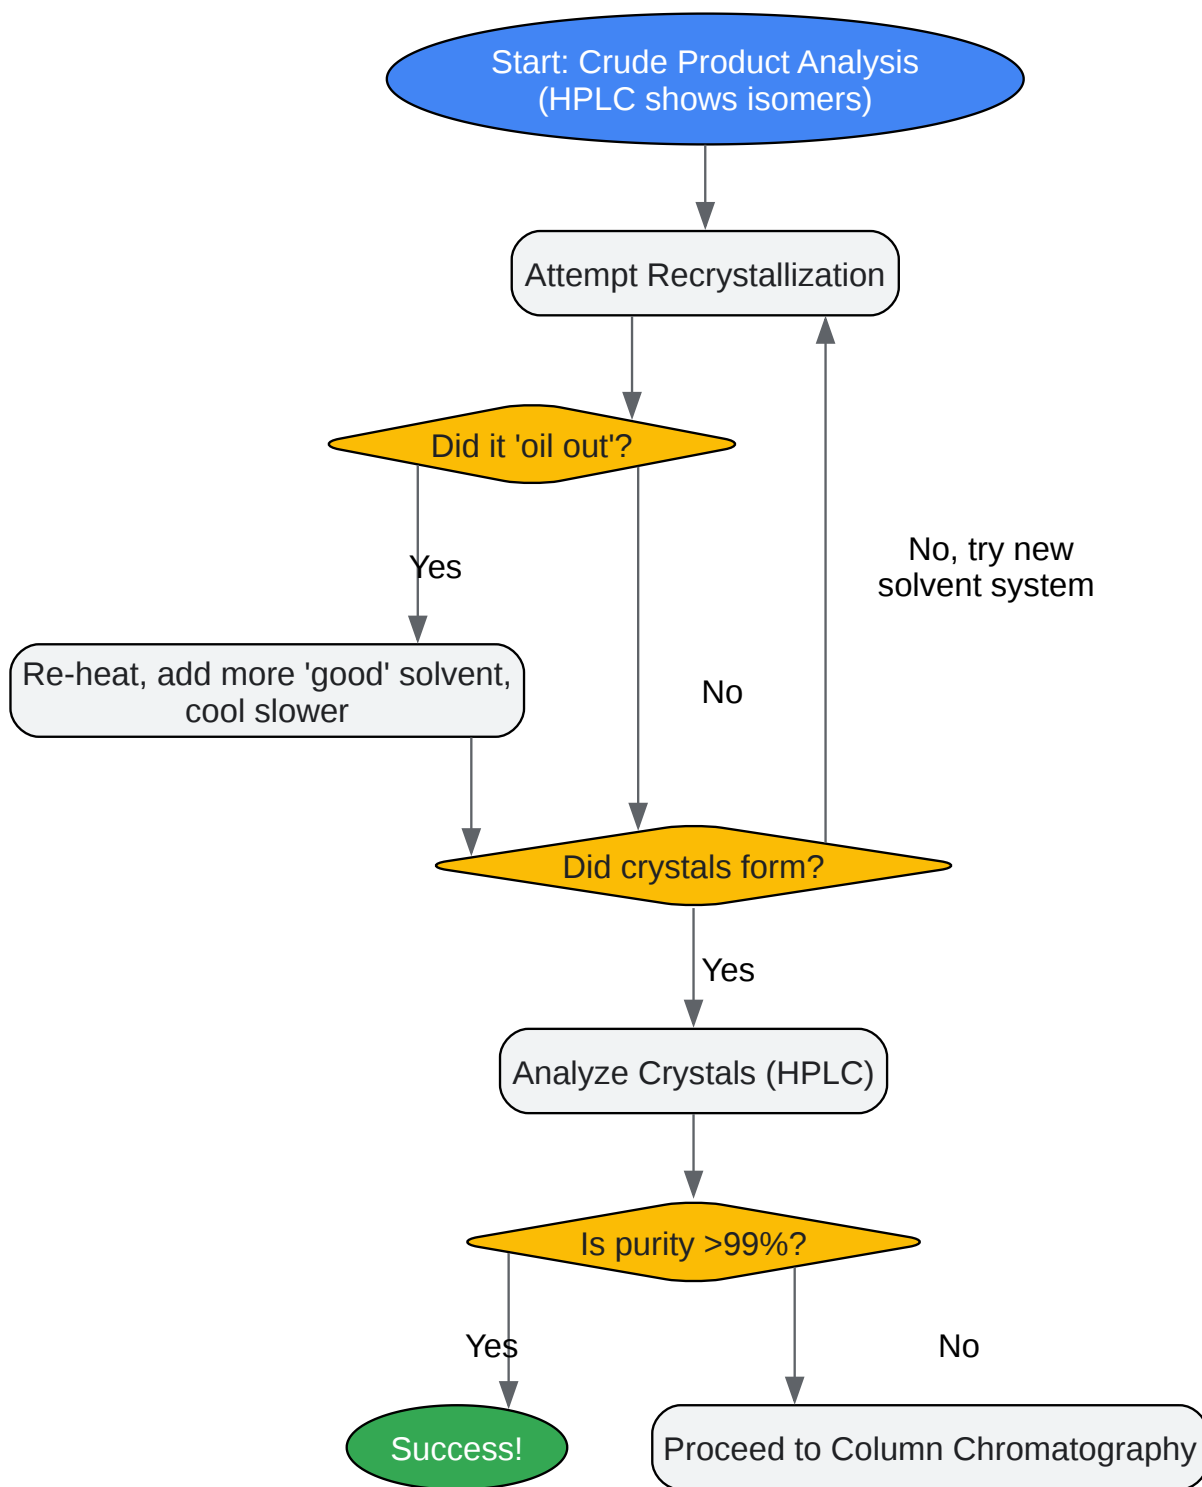 Start: Crude Product Analysis
(HPLC shows isomers)
Attempt Recrystallization
Did it 'oil out'?
No, try new
solvent system
Yes
Re-heat, add more 'good' solvent,
cool slower
No
Did crystals form?
Yes
Analyze Crystals (HPLC)
Is purity >99%?
Yes
No
Success!
Proceed to Column Chromatography